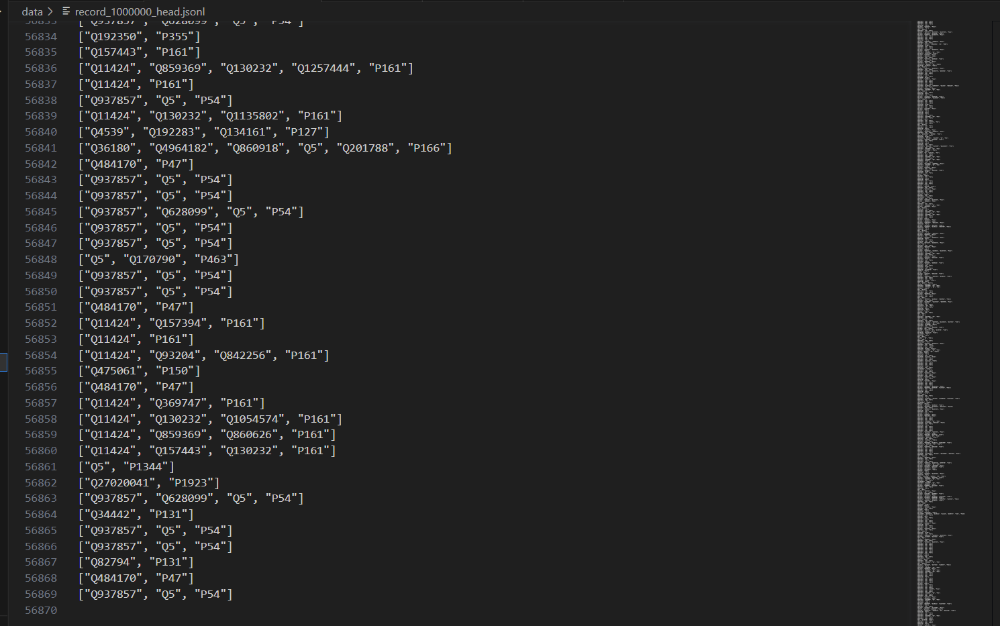 data > record_1000000_head.jsonl
56833 ["Q937857", "Q628099", "Q5", "P54"]
56834 ["Q192350", "P355"]
56835 ["Q157443", "P161"]
56836 ["Q11424", "Q859369", "Q130232", "Q1257444", "P161"]
56837 ["Q11424", "P161"]
56838 ["Q937857", "Q5", "P54"]
56839 ["Q11424", "Q130232", "Q1135802", "P161"]
56840 ["Q4539", "Q192283", "Q134161", "P127"]
56841 ["Q36180", "Q4964182", "Q860918", "Q5", "Q201788", "P166"]
56842 ["Q484170", "P47"]
56843 ["Q937857", "Q5", "P54"]
56844 ["Q937857", "Q5", "P54"]
56845 ["Q937857", "Q628099", "Q5", "P54"]
56846 ["Q937857", "Q5", "P54"]
56847 ["Q937857", "Q5", "P54"]
56848 ["Q5", "Q170790", "P463"]
56849 ["Q937857", "Q5", "P54"]
56850 ["Q937857", "Q5", "P54"]
56851 ["Q484170", "P47"]
56852 ["Q11424", "Q157394", "P161"]
56853 ["Q11424", "P161"]
56854 ["Q11424", "Q93204", "Q842256", "P161"]
56855 ["Q475061", "P150"]
56856 ["Q484170", "P47"]
56857 ["Q11424", "Q369747", "P161"]
56858 ["Q11424", "Q130232", "Q1054574", "P161"]
56859 ["Q11424", "Q859369", "Q860626", "P161"]
56860 ["Q11424", "Q157443", "Q130232", "P161"]
56861 ["Q5", "P1344"]
56862 ["Q27020041", "P1923"]
56863 ["Q937857", "Q628099", "Q5", "P54"]
56864 ["Q34442", "P131"]
56865 ["Q937857", "Q5", "P54"]
56866 ["Q937857", "Q5", "P54"]
56867 ["Q82794", "P131"]
56868 ["Q484170", "P47"]
56869 ["Q937857", "Q5", "P54"]
56870